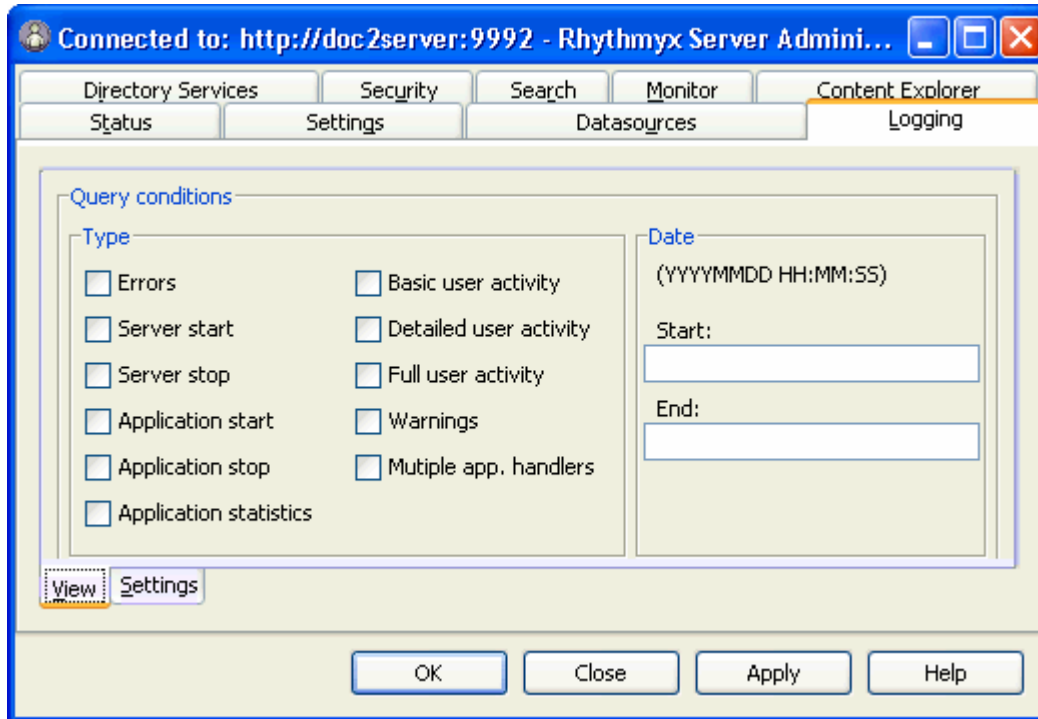 Connected to: http://doc2server:9992 - Rhythmyx Server Admini...
Directory Services Security Search Monitor Content Explorer
Status Settings Datasources Logging
Query conditions
Type Date
Errors Basic user activity (YYYYMMDD HH:MM:SS)
Server start Detailed user activity Start:
Server stop Full user activity
Application start Warnings End:
Application stop Mutiple app. handlers
Application statistics
View Settings
OK Close Apply Help